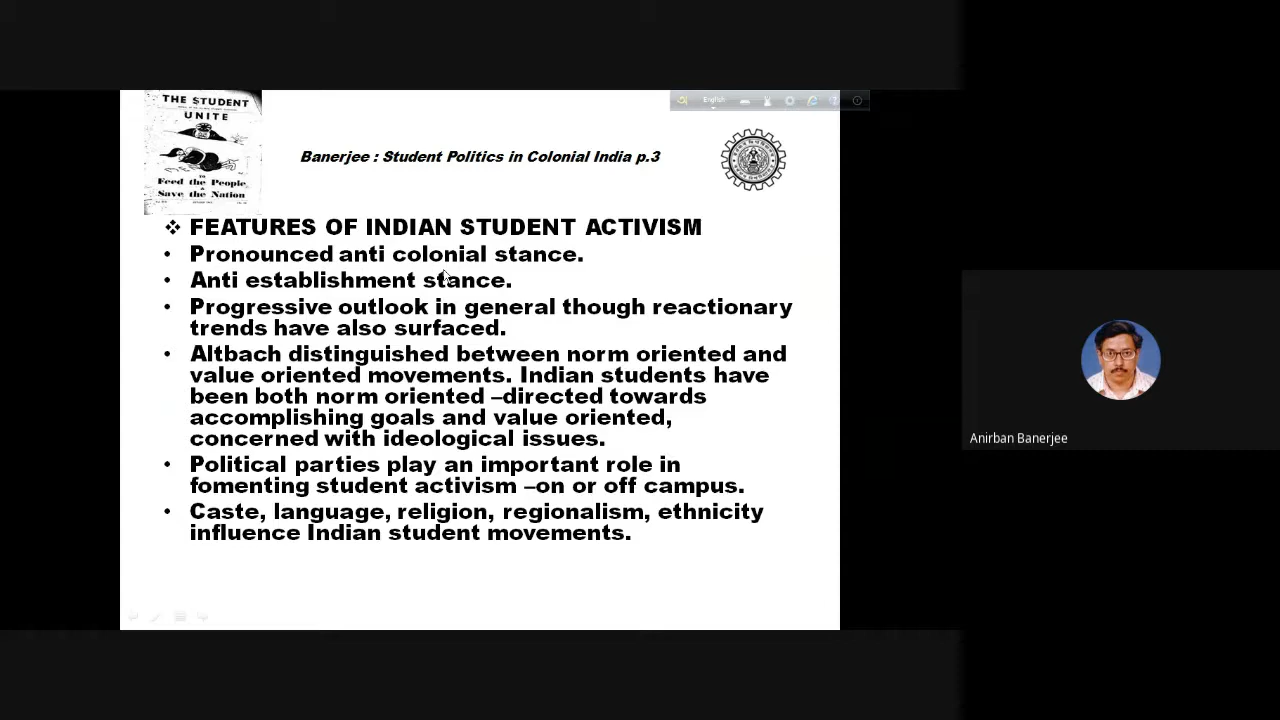 THE STUDENT
UNITE
TO
Feed the People
&
Save the Nation
English
Banerjee : Student Politics in Colonial India p.3
❖ FEATURES OF INDIAN STUDENT ACTIVISM
• Pronounced anti colonial stance.
• Anti establishment stance.
• Progressive outlook in general though reactionary
trends have also surfaced.
• Altbach distinguished between norm oriented and
value oriented movements. Indian students have
been both norm oriented –directed towards
accomplishing goals and value oriented,
concerned with ideological issues.
• Political parties play an important role in
fomenting student activism –on or off campus.
• Caste, language, religion, regionalism, ethnicity
influence Indian student movements.
Anirban Banerjee